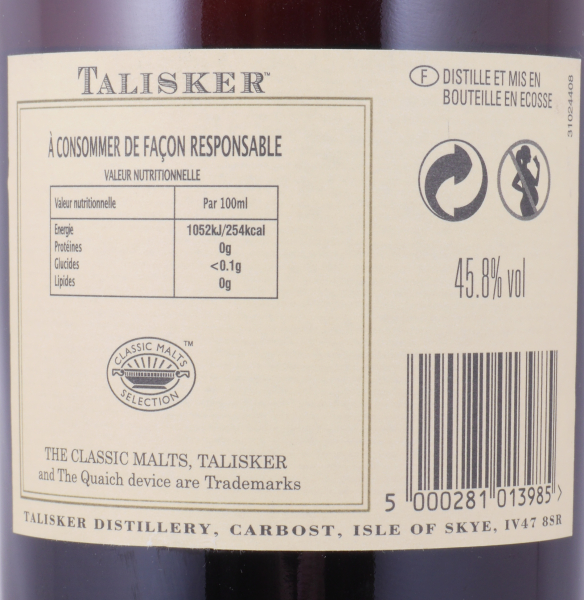 TALISKER™
À CONSOMMER DE FAÇON RESPONSABLE
VALEUR NUTRITIONNELLE
Valeur nutritionnelle Par 100ml
Energie 1052kJ/254kcal
Protéines 0g
Glucides <0.1g
Lipides 0g
CLASSIC MALTS ™
SELECTION
THE CLASSIC MALTS, TALISKER
and The Quaich device are Trademarks
F DISTILLE ET MIS EN
BOUTEILLE EN ECOSSE
31024408
45.8% vol
5 000281 013985 >
TALISKER DISTILLERY, CARBOST, ISLE OF SKYE, IV47 8SR